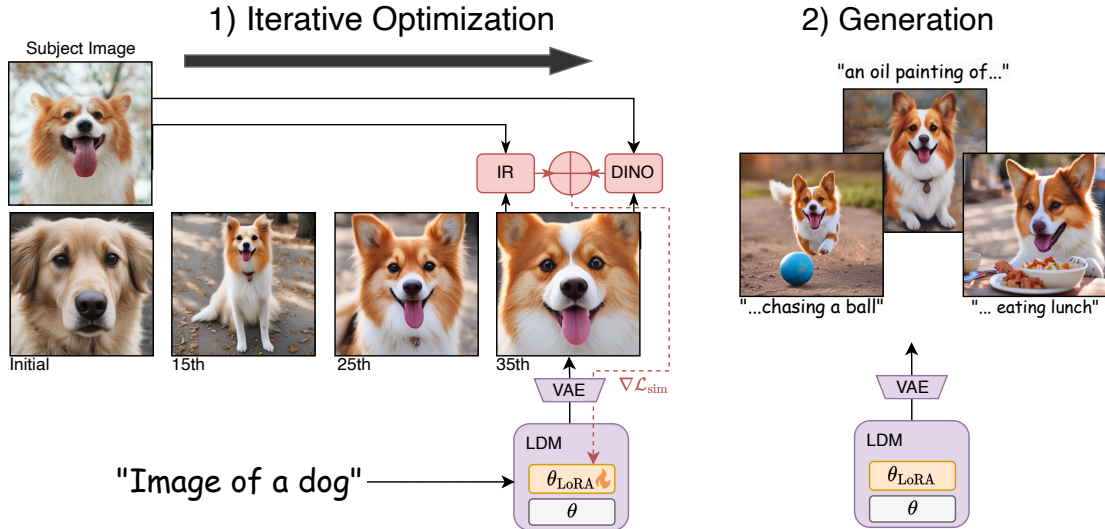 1) Iterative Optimization
Subject Image
IR
DINO
Initial
15th
25th
35th
VAE
∇ℒsim
LDM
"Image of a dog"
θLoRA
θ
2) Generation
"an oil painting of..."
"...chasing a ball"
"... eating lunch"
VAE
LDM
θLoRA
θ